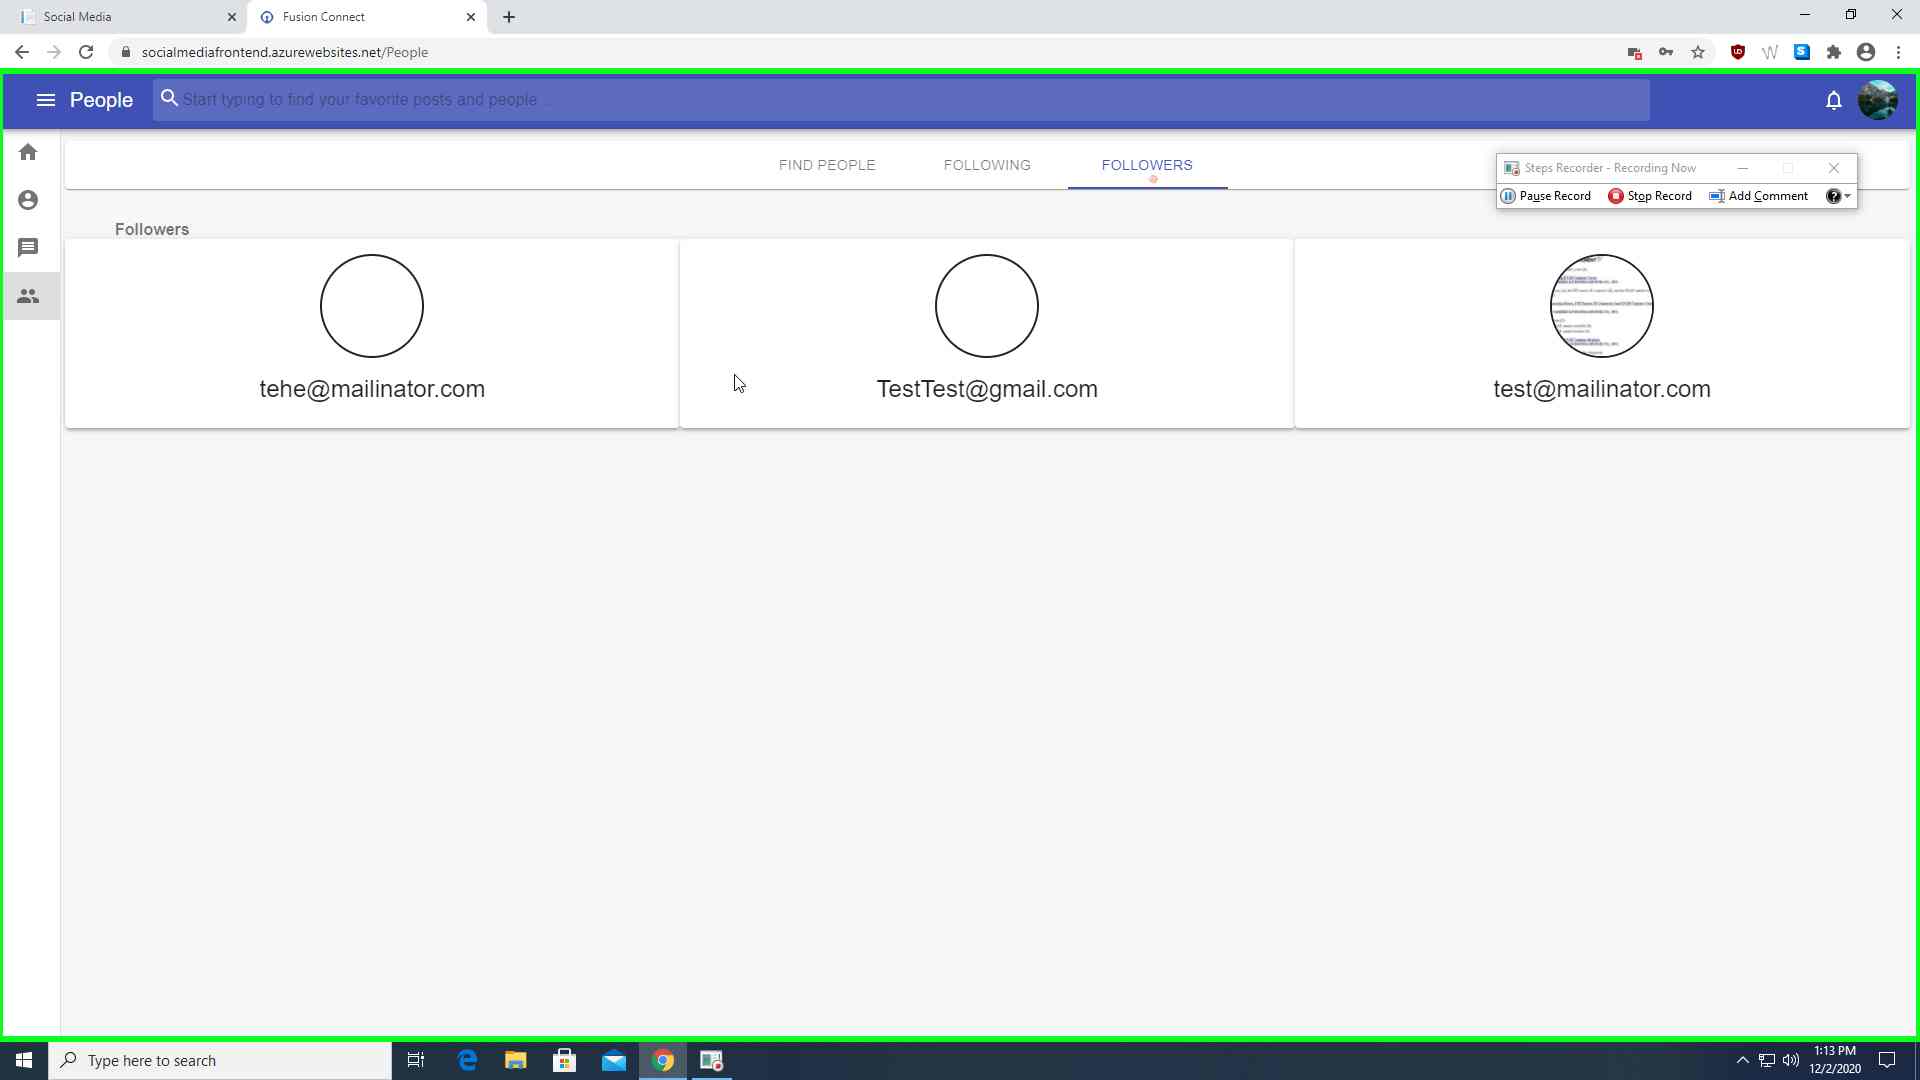 Social Media
Fusion Connect
socialmediafrontend.azurewebsites.net/People
People
Start typing to find your favorite posts and people ...
FIND PEOPLE
FOLLOWING
FOLLOWERS
Steps Recorder - Recording Now
Pause Record
Stop Record
Add Comment
Followers
tehe@mailinator.com
TestTest@gmail.com
test@mailinator.com
Type here to search
1:13 PM
12/2/2020